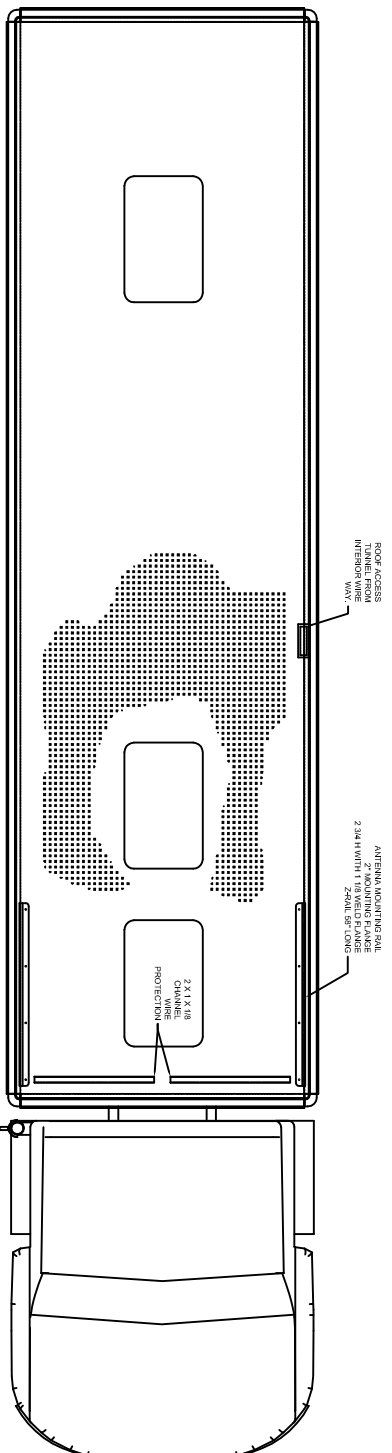 ROOF ACCESS
TUNNEL FROM
INTERIOR WIRE
WAY.
ANTENNA MOUNTING RAIL
2" MOUNTING FLANGE
2 3/4 H WITH 1 1/8 WELD FLANGE
Z-RAIL 58" LONG
2 X 1 X 1/8
CHANNEL
WIRE
PROTECTION